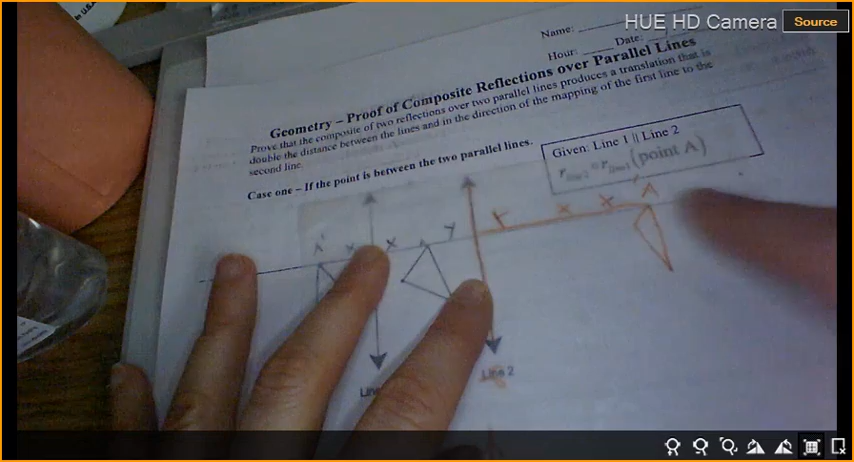 HUE HD Camera
Source
Name:
Hour: Date:
Geometry – Proof of Composite Reflections over Parallel Lines
Prove that the composite of two reflections over two parallel lines produces a translation that is
double the distance between the lines and in the direction of the mapping of the first line to the
second line.
Case one – If the point is between the two parallel lines.
Given: Line 1 || Line 2
(point A)
A' x x y y x x A''
Line 2